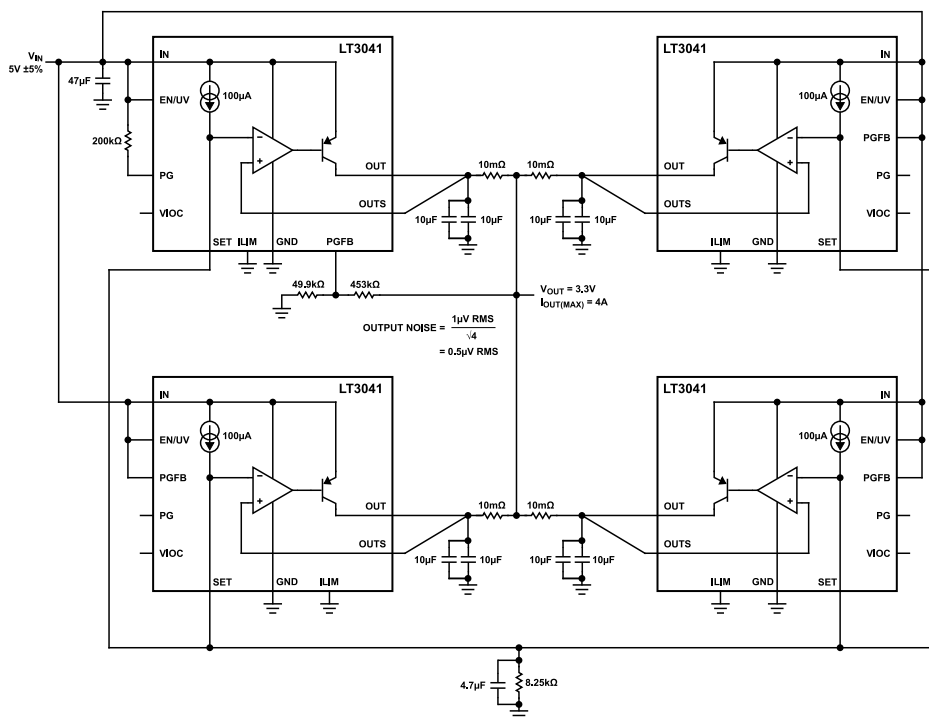 LT3041
LT3041
IN
IN
VIN
5V ±5%
47µF
100µA
100µA
EN/UV
EN/UV
200kΩ
PGFB
–
+
–
+
PG
PG
OUT
10mΩ
10mΩ
OUT
OUTS
OUTS
VIOC
VIOC
10µF
10µF
10µF
10µF
SET
ILIM
GND
PGFB
ILIM
GND
SET
49.9kΩ
453kΩ
VOUT = 3.3V
IOUT(MAX) = 4A
OUTPUT NOISE = 1µV RMS
√4
= 0.5µV RMS
LT3041
LT3041
IN
IN
100µA
100µA
EN/UV
EN/UV
PGFB
PGFB
–
+
–
+
PG
PG
OUT
10mΩ
10mΩ
OUT
OUTS
OUTS
VIOC
VIOC
10µF
10µF
10µF
10µF
SET
GND
ILIM
ILIM
GND
SET
4.7µF
8.25kΩ